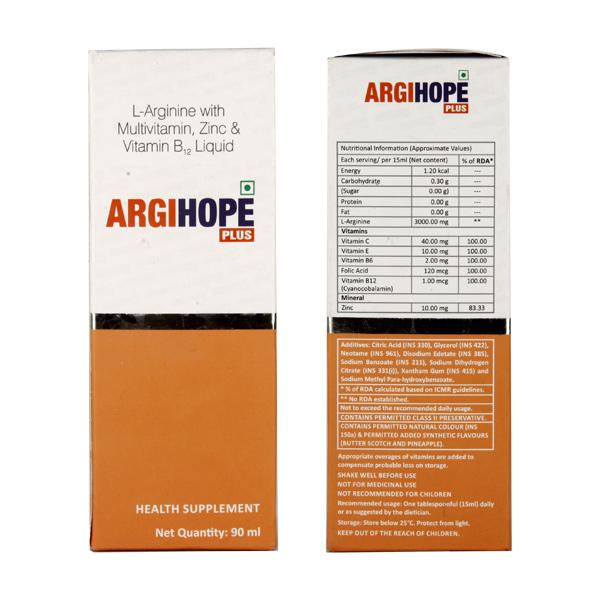 L-Arginine with
Multivitamin, Zinc &
Vitamin B12 Liquid
ARGIHOPE
PLUS
HEALTH SUPPLEMENT
Net Quantity: 90 ml
ARGIHOPE
PLUS
Nutritional Information (Approximate Values)
Each serving/ per 15ml (Net content) % of RDA*
Energy 1.20 kcal ---
Carbohydrate 0.30 g ---
(Sugar 0.00 g) ---
Protein 0.00 g ---
Fat 0.00 g ---
L-Arginine 3000.00 mg **
Vitamins
Vitamin C 40.00 mg 100.00
Vitamin E 10.00 mg 100.00
Vitamin B6 2.00 mg 100.00
Folic Acid 120 mcg 100.00
Vitamin B12 1.00 mcg 100.00
(Cyanocobalamin)
Mineral
Zinc 10.00 mg 83.33
Additives: Citric Acid (INS 330), Glycerol (INS 422),
Neotame (INS 961), Disodium Edetate (INS 385),
Sodium Benzoate (INS 211), Sodium Dihydrogen
Citrate (INS 331(i)), Xantham Gum (INS 415) and
Sodium Methyl Para-hydroxybenzoate.
* % of RDA calculated based on ICMR guidelines.
** No RDA established.
Not to exceed the recommended daily usage.
CONTAINS PERMITTED CLASS II PRESERVATIVE.
CONTAINS PERMITTED NATURAL COLOUR (INS
150a) & PERMITTED ADDED SYNTHETIC FLAVOURS
(BUTTER SCOTCH AND PINEAPPLE).
Appropriate overages of vitamins are added to
compensate probable loss on storage.
SHAKE WELL BEFORE USE
NOT FOR MEDICINAL USE
NOT RECOMMENDED FOR CHILDREN
Recommended usage: One tablespoonful (15ml) daily
or as suggested by the dietician.
Storage: Store below 25°C. Protect from light.
KEEP OUT OF THE REACH OF CHILDREN.